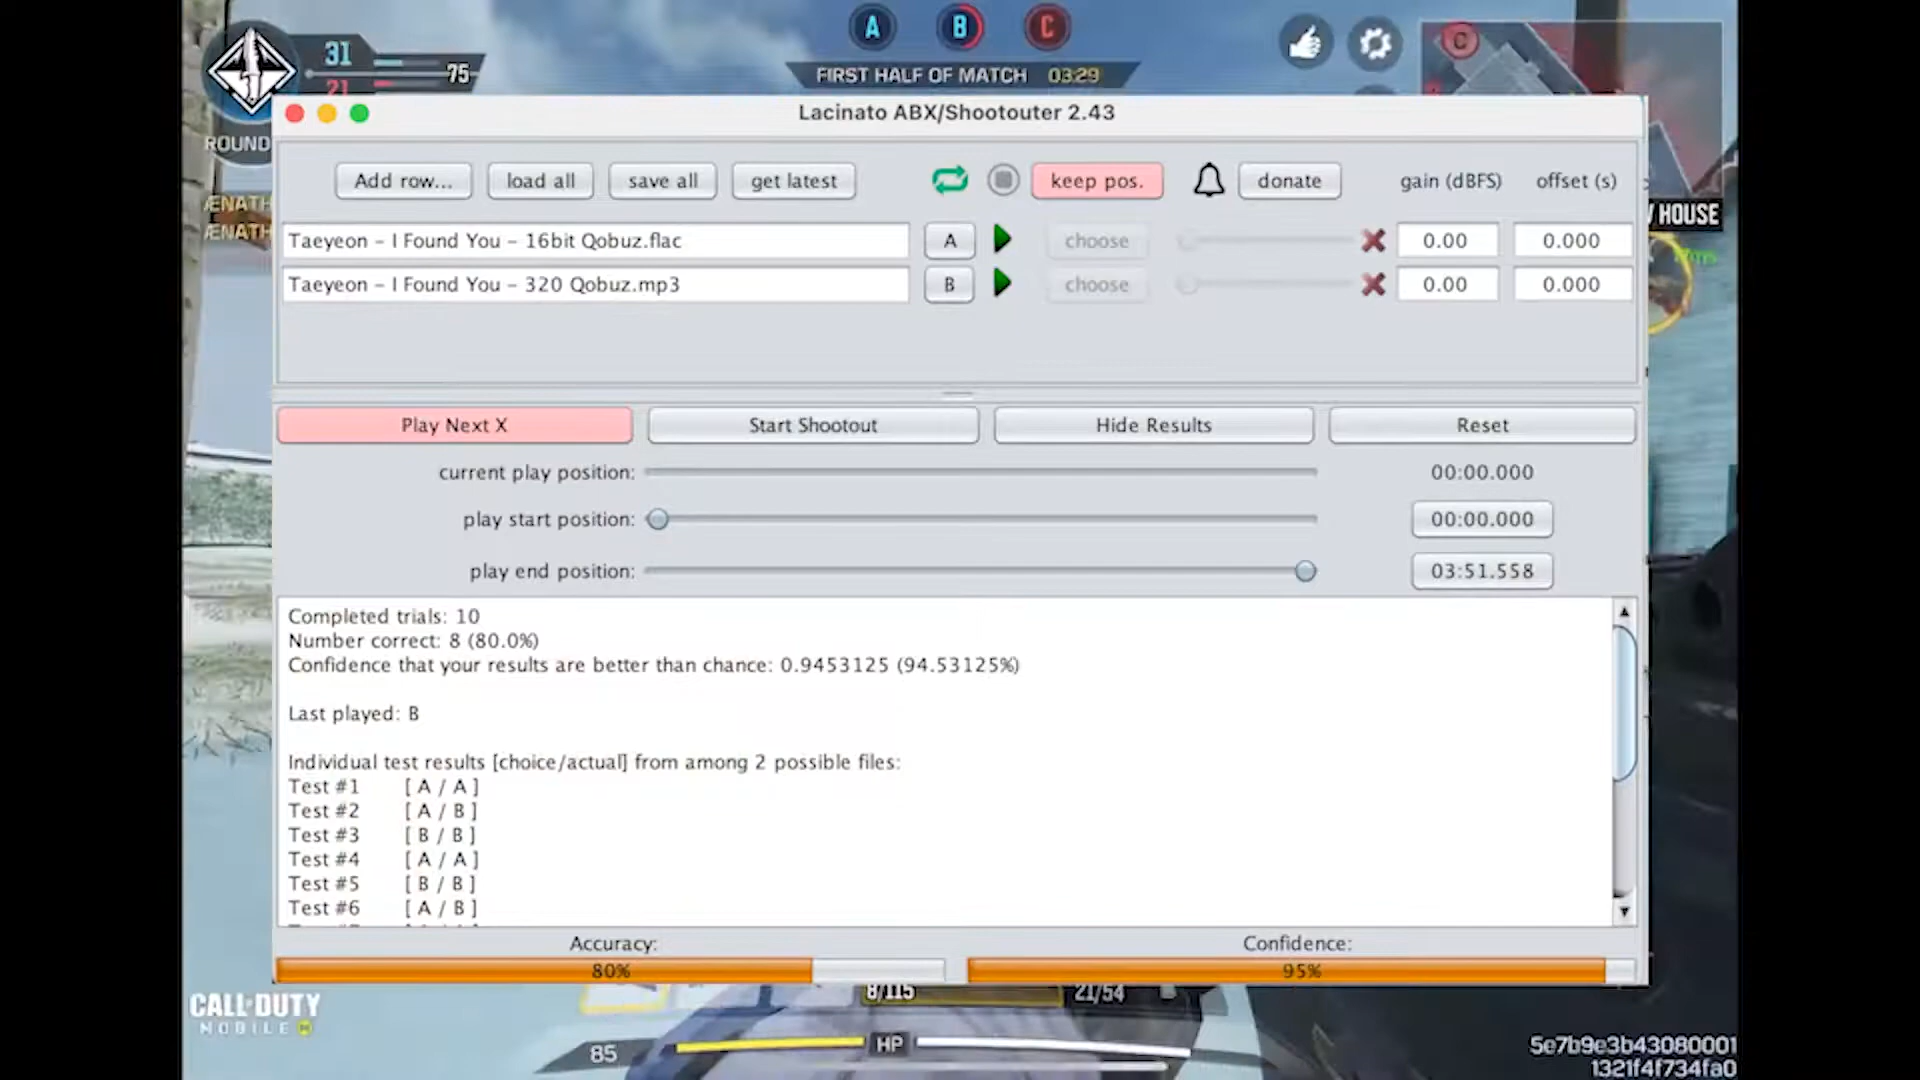 A B C
31
21
75
FIRST HALF OF MATCH 03:29
C
ROUND
ÆNATH
ÆNATH
HOUSE
Lacinato ABX/Shootouter 2.43
Add row... load all save all get latest keep pos. donate gain (dBFS) offset (s)
Taeyeon – I Found You – 16bit Qobuz.flac A choose 0.00 0.000
Taeyeon – I Found You – 320 Qobuz.mp3 B choose 0.00 0.000
Play Next X Start Shootout Hide Results Reset
current play position: 00:00.000
play start position: 00:00.000
play end position: 03:51.558
Completed trials: 10
Number correct: 8 (80.0%)
Confidence that your results are better than chance: 0.9453125 (94.53125%)
Last played: B
Individual test results [choice/actual] from among 2 possible files:
Test #1 [ A / A ]
Test #2 [ A / B ]
Test #3 [ B / B ]
Test #4 [ A / A ]
Test #5 [ B / B ]
Test #6 [ A / B ]
Accuracy: Confidence:
80% 95%
8/115 21/54
CALL OF DUTY
MOBILE
85 HP
5e7b9e3b43080001
1321f4f734fa0